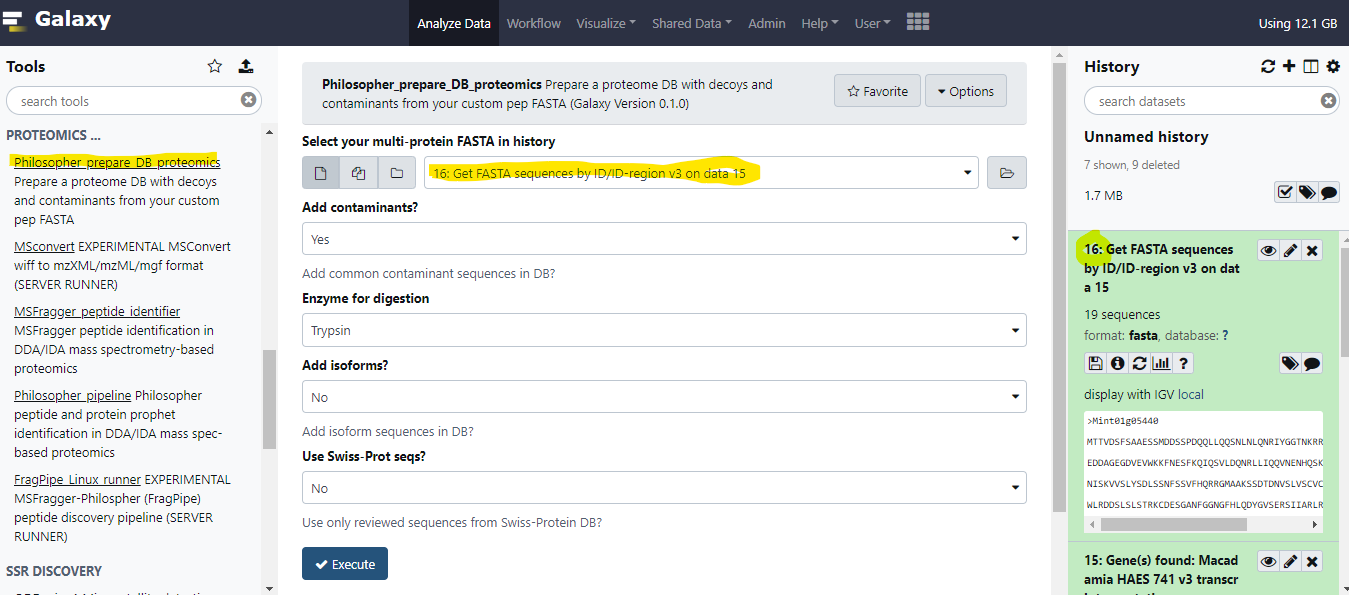 Galaxy
Analyze Data
Workflow
Visualize
Shared Data
Admin
Help
User
Using 12.1 GB
Tools
search tools
PROTEOMICS ...
Philosopher_prepare_DB_proteomics
Prepare a proteome DB with decoys
and contaminants from your custom
pep FASTA
MSconvert EXPERIMENTAL MSConvert
wiff to mzXML/mzML/mgf format
(SERVER RUNNER)
MSFragger_peptide_identifier
MSFragger peptide identification in
DDA/IDA mass spectrometry-based
proteomics
Philosopher_pipeline Philosopher
peptide and protein prophet
identification in DDA/IDA mass spec-
based proteomics
FragPipe_Linux_runner EXPERIMENTAL
MSFragger-Philospher (FragPipe)
peptide discovery pipeline (SERVER
RUNNER)
SSR DISCOVERY
Philosopher_prepare_DB_proteomics Prepare a proteome DB with decoys and
contaminants from your custom pep FASTA (Galaxy Version 0.1.0)
Favorite
Options
Select your multi-protein FASTA in history
16: Get FASTA sequences by ID/ID-region v3 on data 15
Add contaminants?
Yes
Add common contaminant sequences in DB?
Enzyme for digestion
Trypsin
Add isoforms?
No
Add isoform sequences in DB?
Use Swiss-Prot seqs?
No
Use only reviewed sequences from Swiss-Protein DB?
Execute
History
search datasets
Unnamed history
7 shown, 9 deleted
1.7 MB
16: Get FASTA sequences
by ID/ID-region v3 on dat
a 15
19 sequences
format: fasta, database: ?
display with IGV local
>Mint01g05440
MTTVDSFSAAESSMDDSSPDQQLLQQSNLNLQNRIYGGTNKRR
EDDAGEGDVEVWKKFNESFKQIQSVLDQNRLLIQQVNENHQSK
NISKVVSLYSDLSSNFSSVFHQRRGMAAKSSDTDNVSLVSCVC
WLRDDSLSLSTRKCDESGANFGGNGFHLQDYGVSERSIIARLR
15: Gene(s) found: Macad
amia HAES 741 v3 transcr